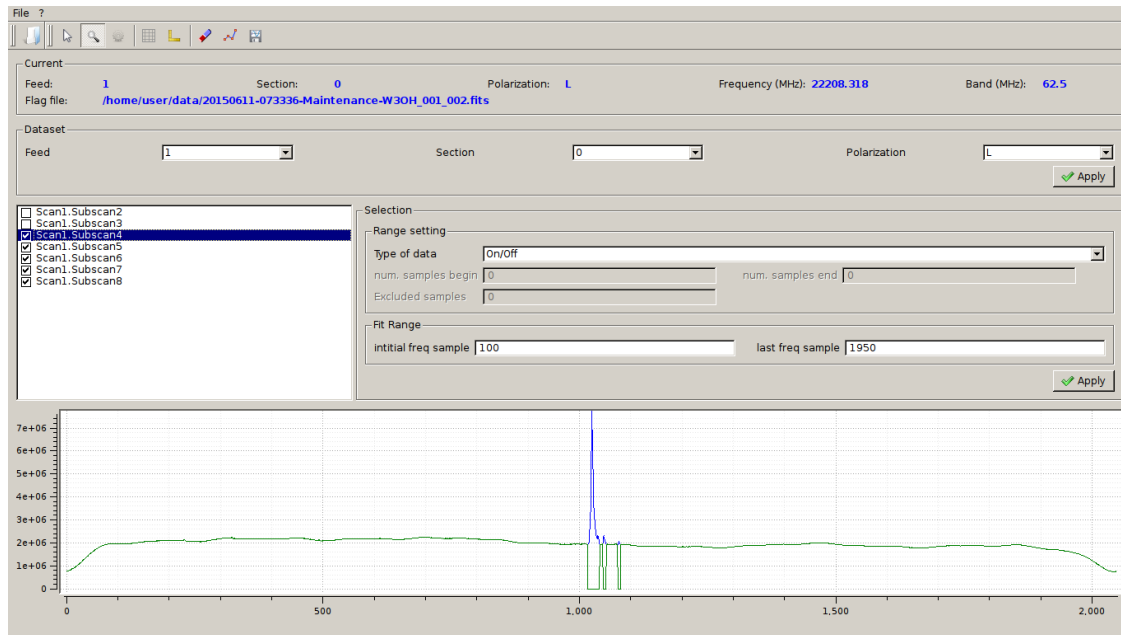 File ?
Current
Feed: 1 Section: 0 Polarization: L Frequency (MHz): 22208.318 Band (MHz): 62.5
Flag file: /home/user/data/20150611-073336-Maintenance-W3OH_001_002.fits
Dataset
Feed 1 Section 0 Polarization L
Apply
Scan1.Subscan2
Scan1.Subscan3
Scan1.Subscan4
Scan1.Subscan5
Scan1.Subscan6
Scan1.Subscan7
Scan1.Subscan8
Selection
Range setting
Type of data On/Off
num. samples begin 0 num. samples end 0
Excluded samples 0
Fit Range
intitial freq sample 100 last freq sample 1950
Apply
7e+06
6e+06
5e+06
4e+06
3e+06
2e+06
1e+06
0
0 500 1,000 1,500 2,000